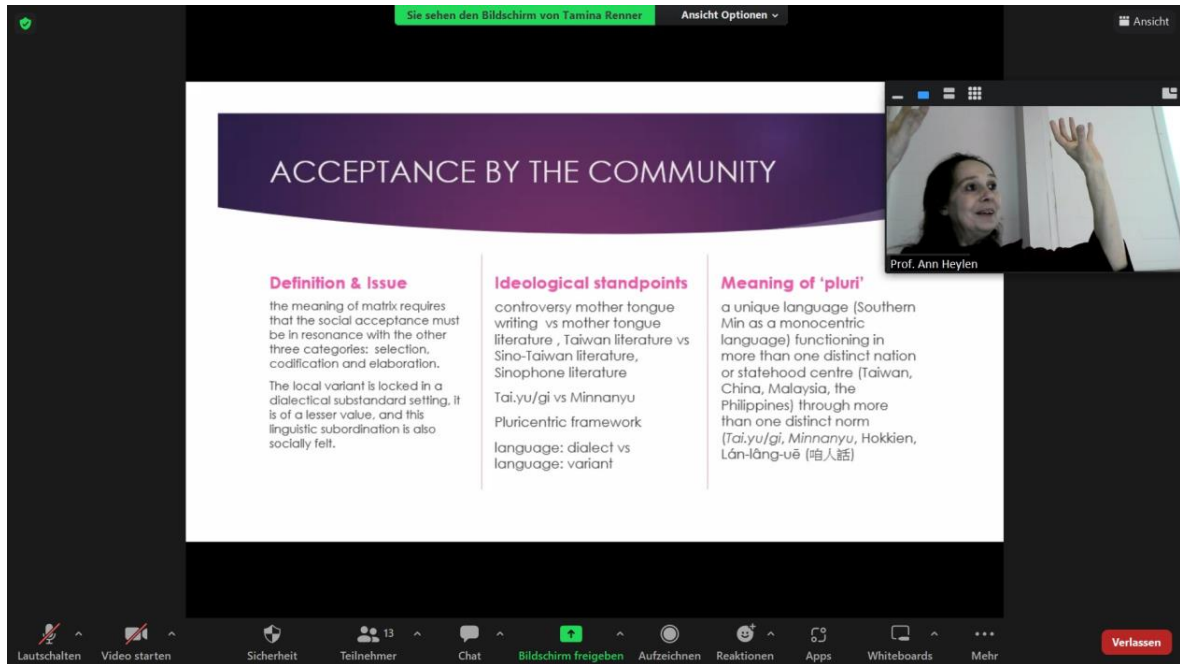 Sie sehen den Bildschirm von Tamina Renner
Ansicht Optionen
Ansicht
ACCEPTANCE BY THE COMMUNITY
Prof. Ann Heylen
Definition & Issue
the meaning of matrix requires
that the social acceptance must
be in resonance with the other
three categories: selection,
codification and elaboration.
The local variant is locked in a
dialectical substandard setting, it
is of a lesser value, and this
linguistic subordination is also
socially felt.
Ideological standpoints
controversy mother tongue
writing vs mother tongue
literature , Taiwan literature vs
Sino-Taiwan literature,
Sinophone literature
Tai.yu/gi vs Minnanyu
Pluricentric framework
language: dialect vs
language: variant
Meaning of ‘pluri’
a unique language (Southern
Min as a monocentric
language) functioning in
more than one distinct nation
or statehood centre (Taiwan,
China, Malaysia, the
Philippines) through more
than one distinct norm
(Tai.yu/gi, Minnanyu, Hokkien,
Lán-lâng-uē (咱人話)
13
Lautschalten
Video starten
Sicherheit
Teilnehmer
Chat
Bildschirm freigeben
Aufzeichnen
Reaktionen
Apps
Whiteboards
Mehr
Verlassen